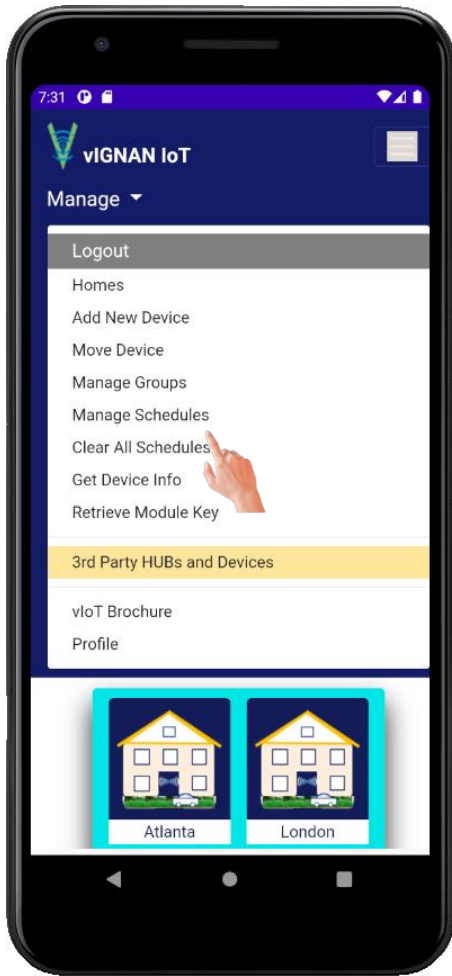 7:31
vIGNAN IoT
Manage
Logout
Homes
Add New Device
Move Device
Manage Groups
Manage Schedules
Clear All Schedules
Get Device Info
Retrieve Module Key
3rd Party HUBs and Devices
vIoT Brochure
Profile
Atlanta London